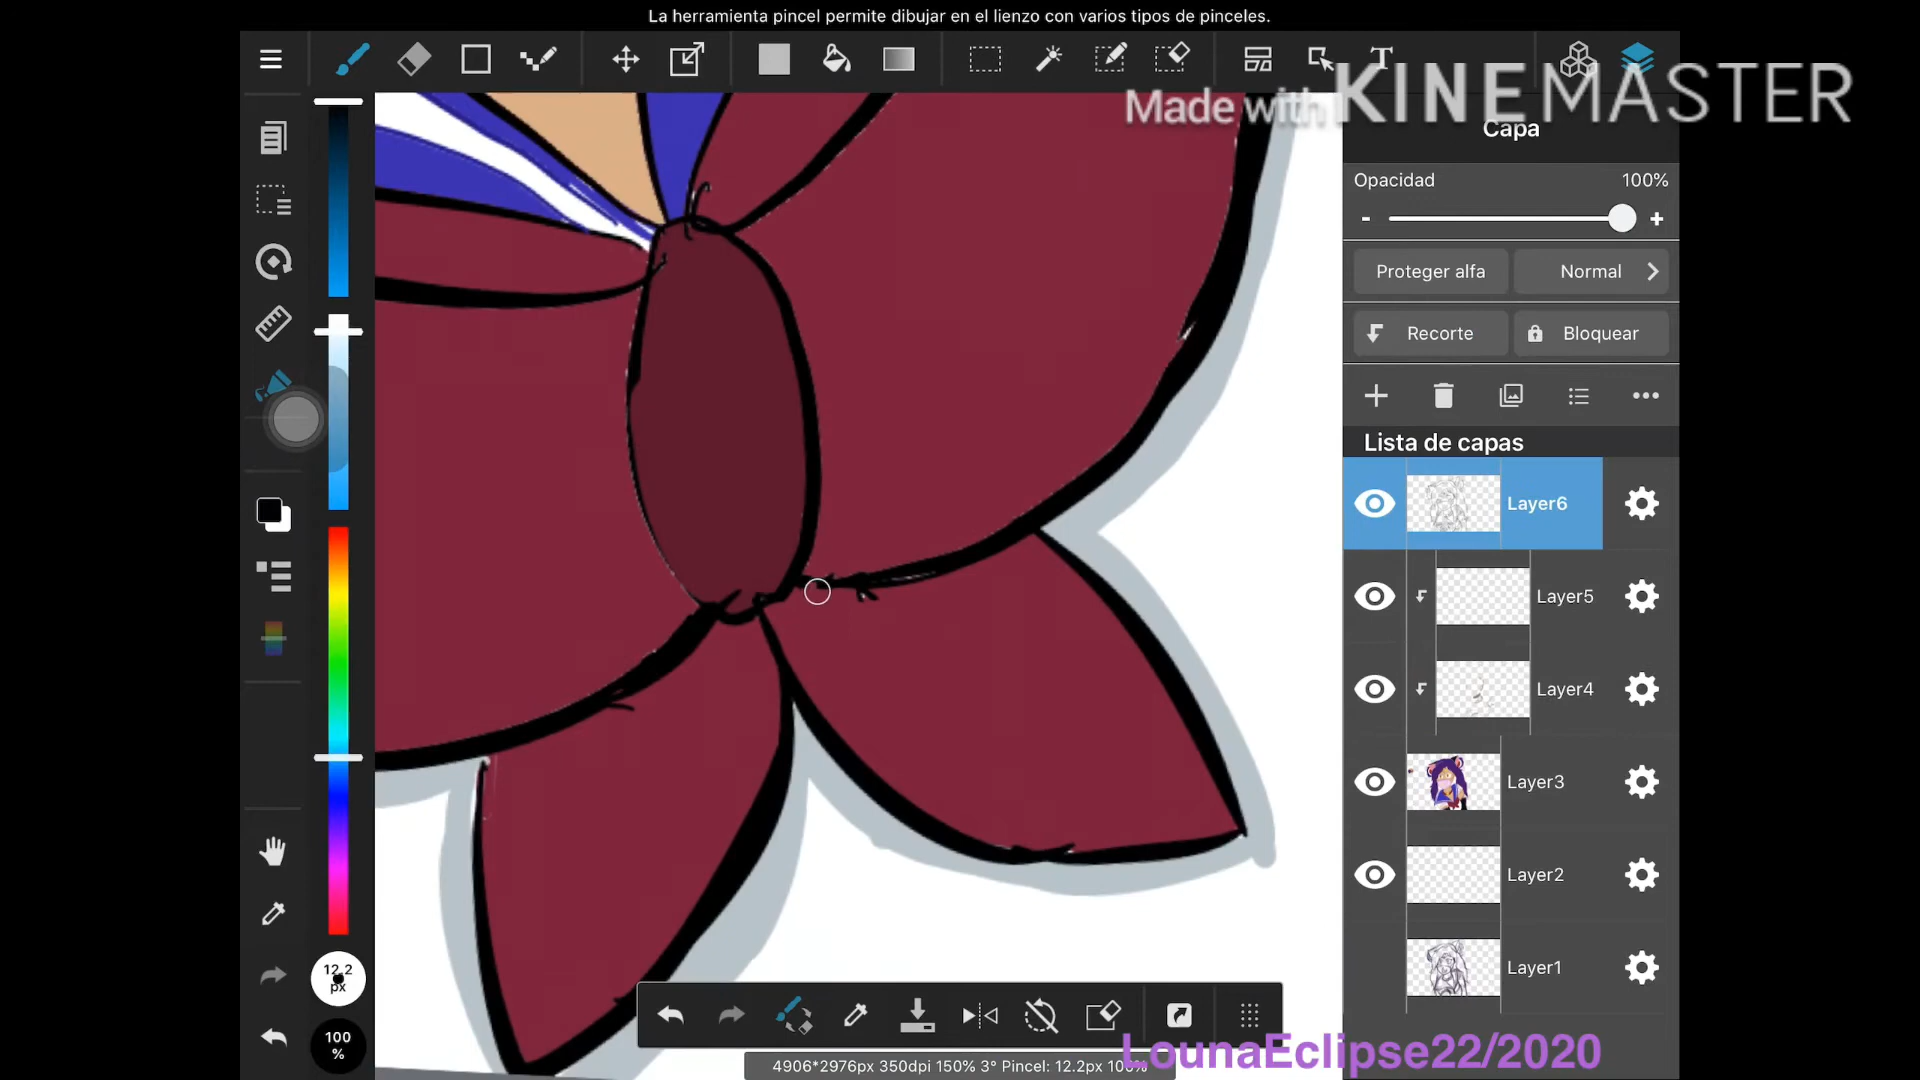 La herramienta pincel permite dibujar en el lienzo con varios tipos de pinceles.
T
Made with KINEMASTER
Capa
Opacidad 100%
- +
Proteger alfa Normal
Recorte Bloquear
Lista de capas
Layer6
Layer5
Layer4
Layer3
Layer2
Layer1
12.2
px
100
%
4906*2976px 350dpi 150% 3° Pincel: 12.2px 100%
LounaEclipse22/2020